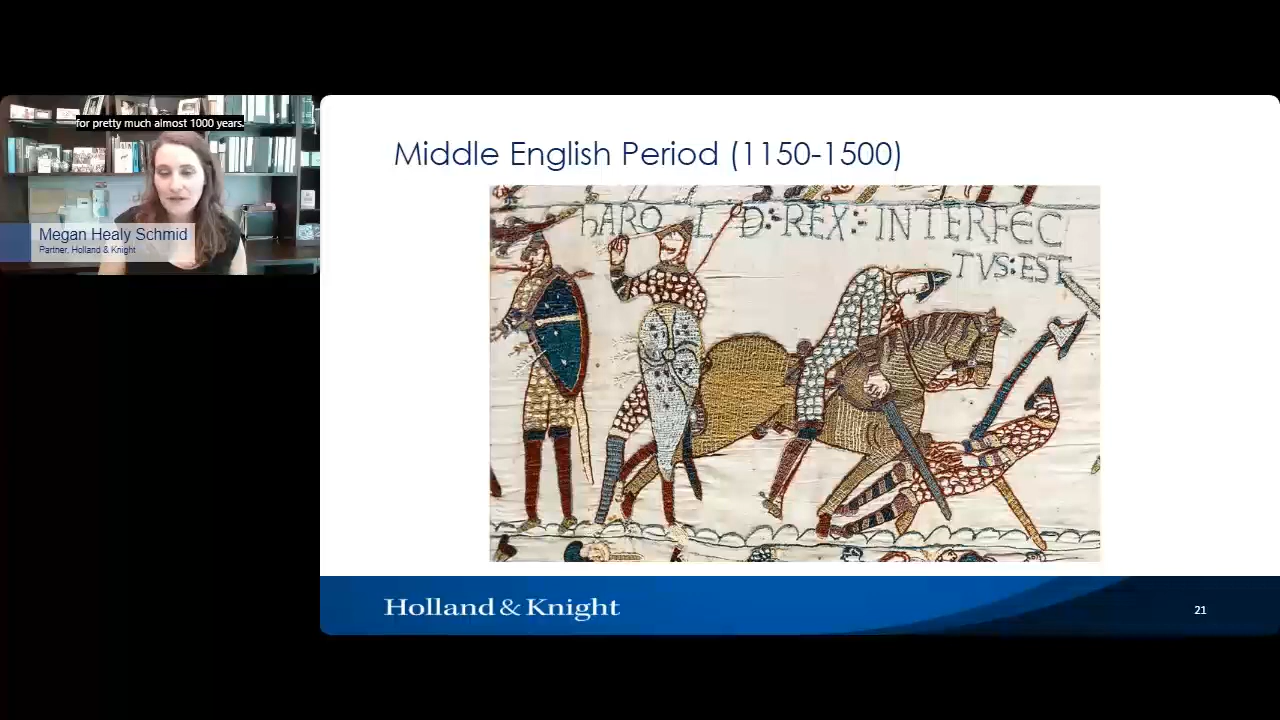 for pretty much almost 1000 years.
Megan Healy Schmid
Partner, Holland & Knight
Middle English Period (1150-1500)
hARO L D:REX: INTERFEC
TVS:EST
Holland & Knight
21